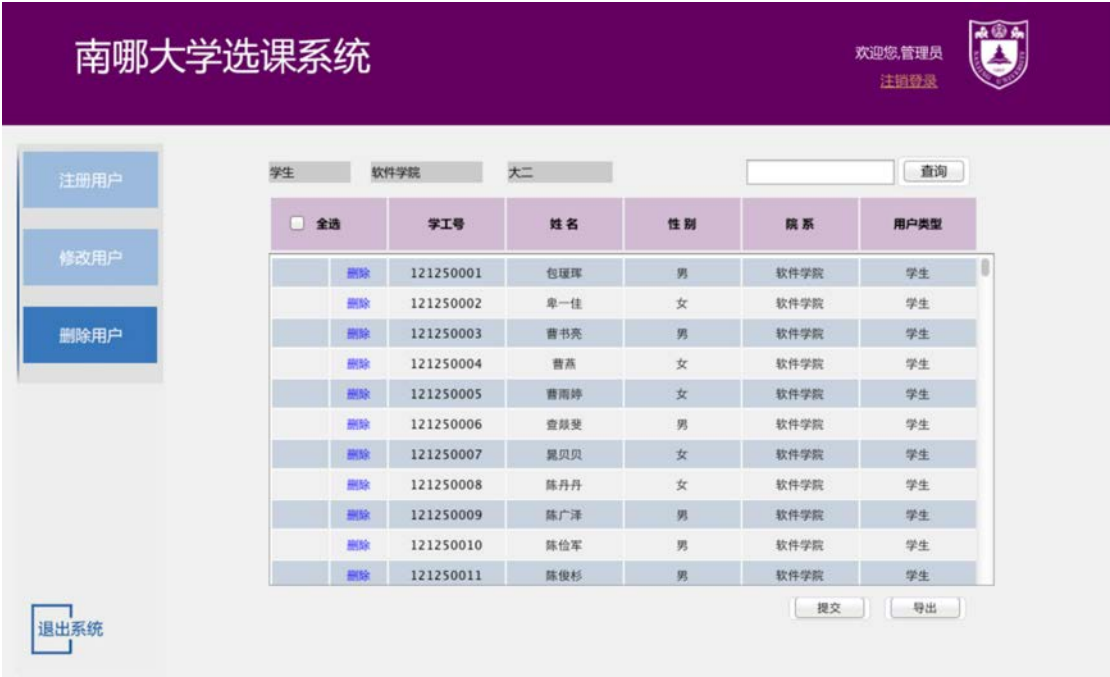 南哪大学选课系统
欢迎您,管理员
注销登录
注册用户
修改用户
删除用户
退出系统
学生 软件学院 大二 查询
全选 学工号 姓名 性别 院系 用户类型
删除 121250001 包瑷珲 男 软件学院 学生
删除 121250002 卑一佳 女 软件学院 学生
删除 121250003 曹书亮 男 软件学院 学生
删除 121250004 曹燕 女 软件学院 学生
删除 121250005 曹雨婷 女 软件学院 学生
删除 121250006 男 软件学院 学生
删除 121250007 晁贝贝 女 软件学院 学生
删除 121250008 陈丹丹 女 软件学院 学生
删除 121250009 陈广泽 男 软件学院 学生
删除 121250010 陈俭军 男 软件学院 学生
删除 121250011 陈俊杉 男 软件学院 学生
提交 导出